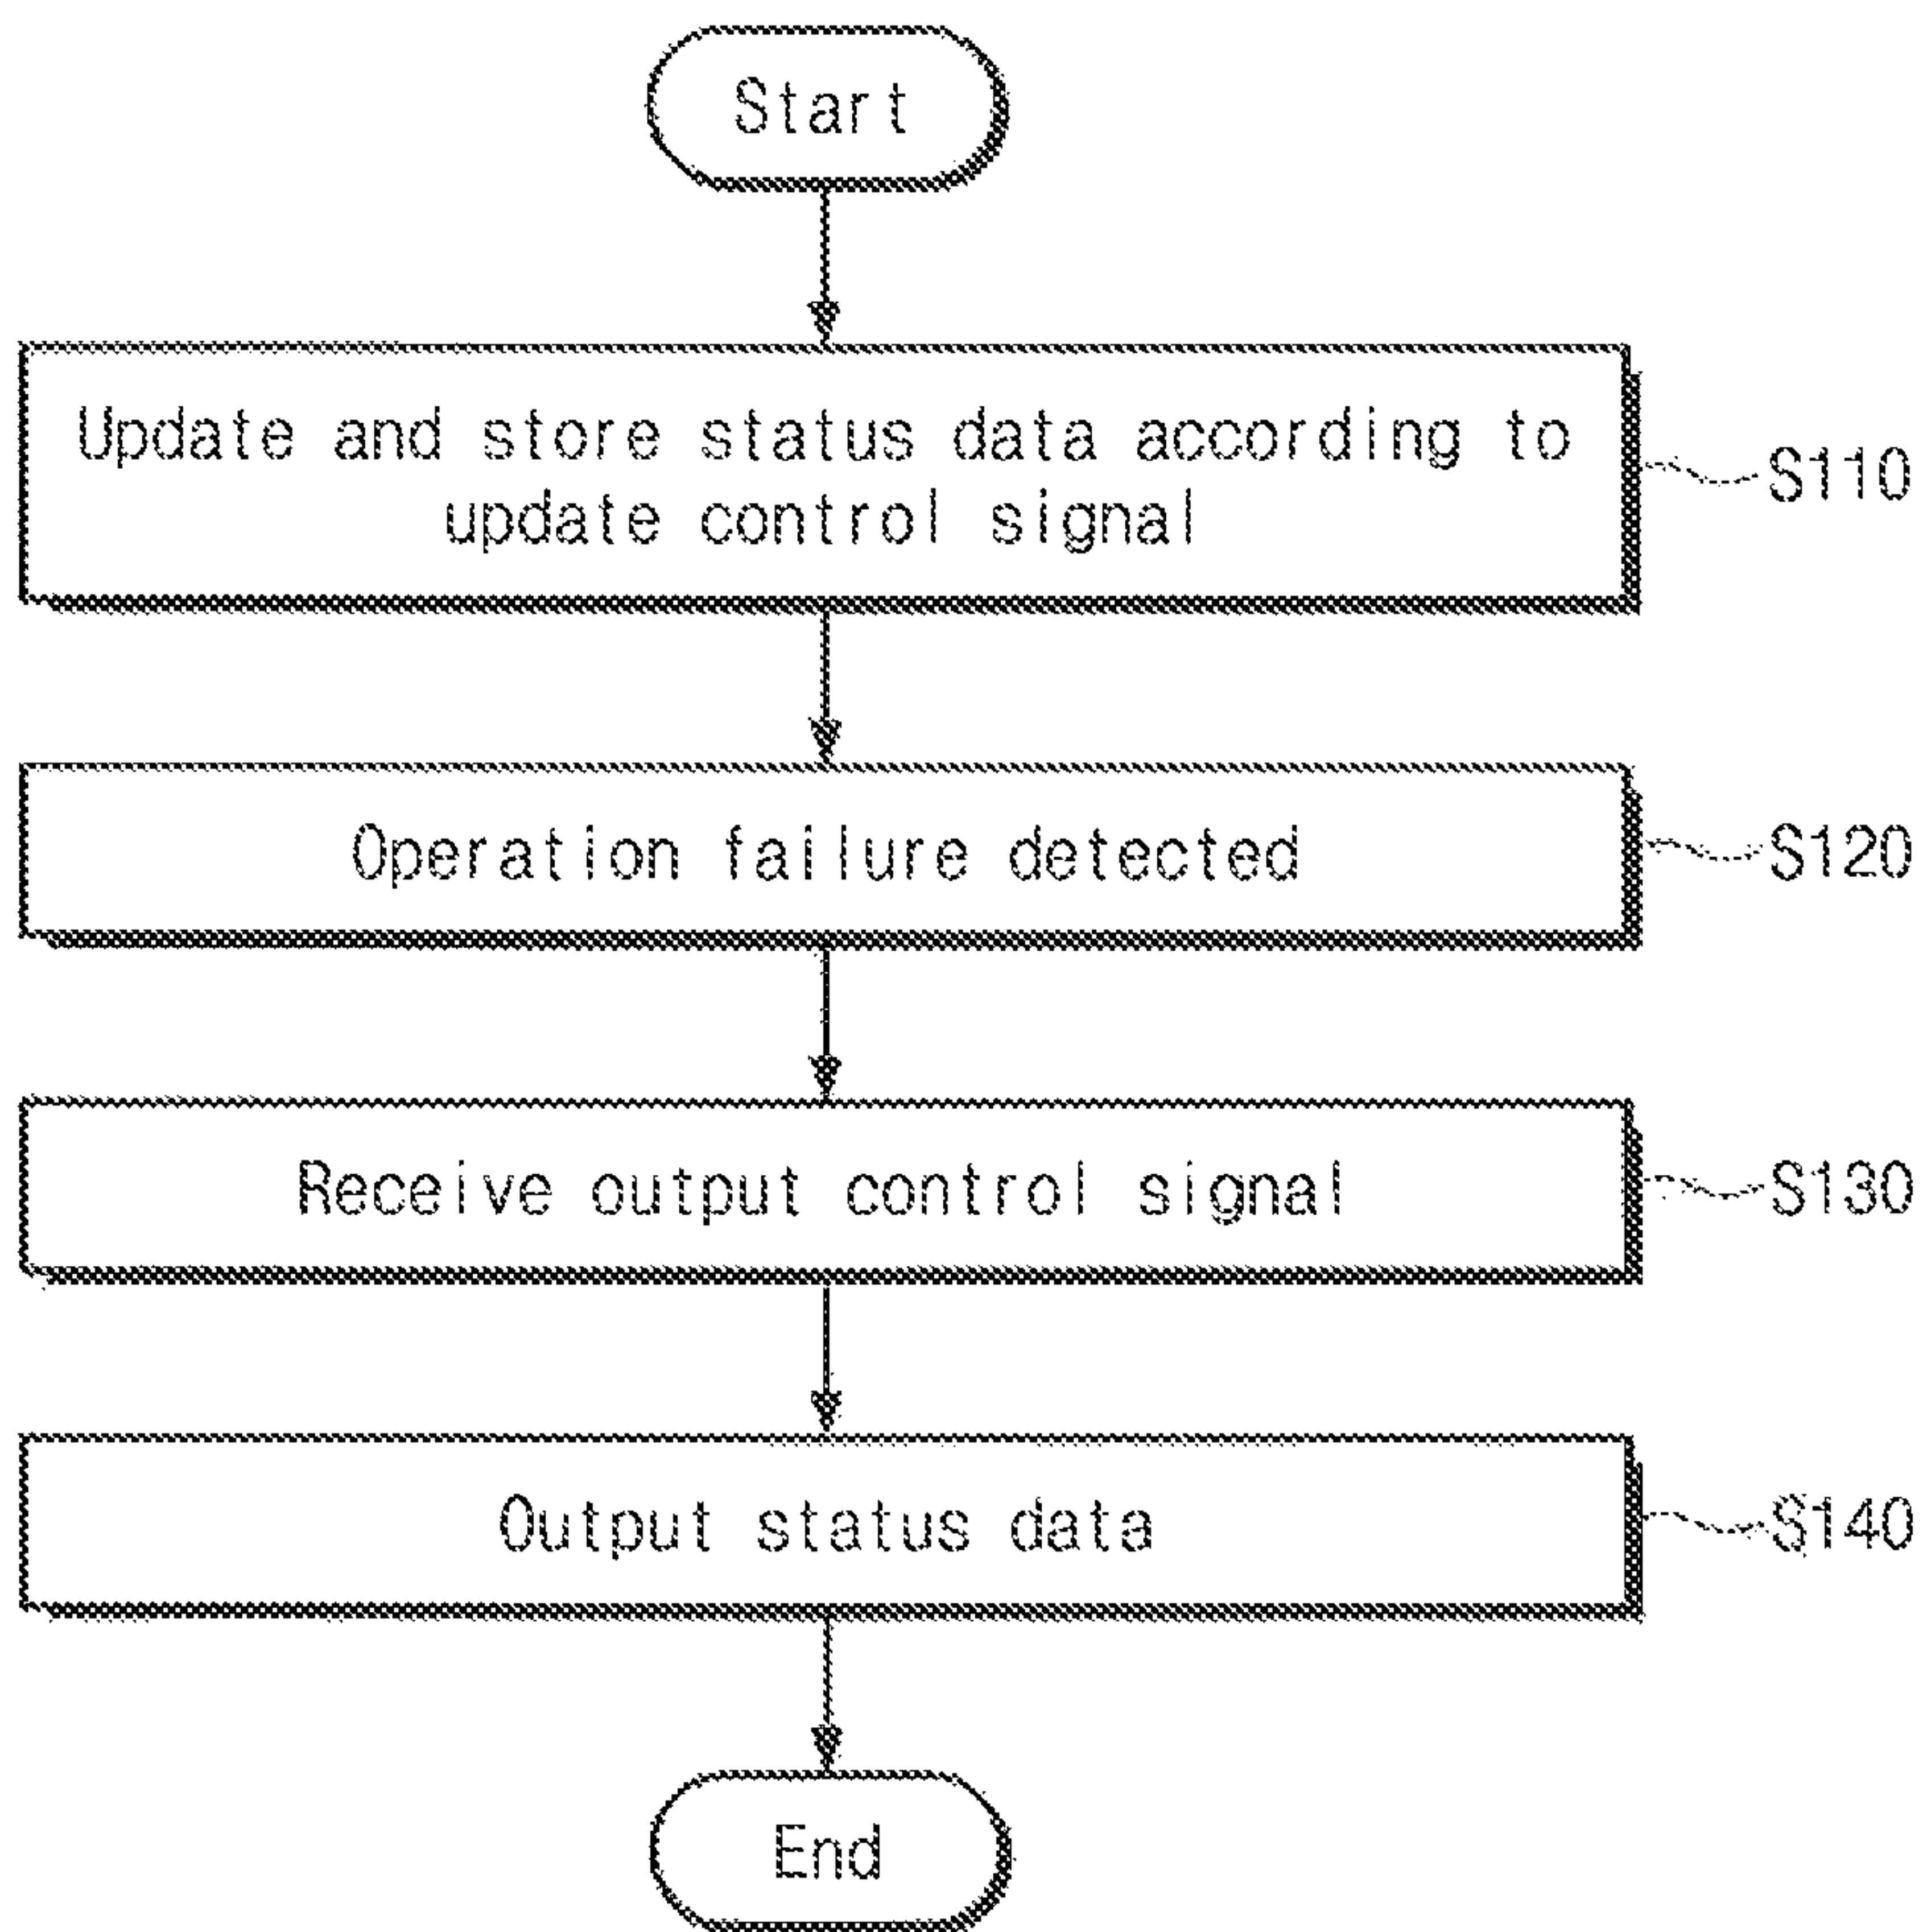 Start
Update and store status data according to
update control signal
S110
Operation failure detected
S120
Receive output control signal
S130
Output status data
S140
End